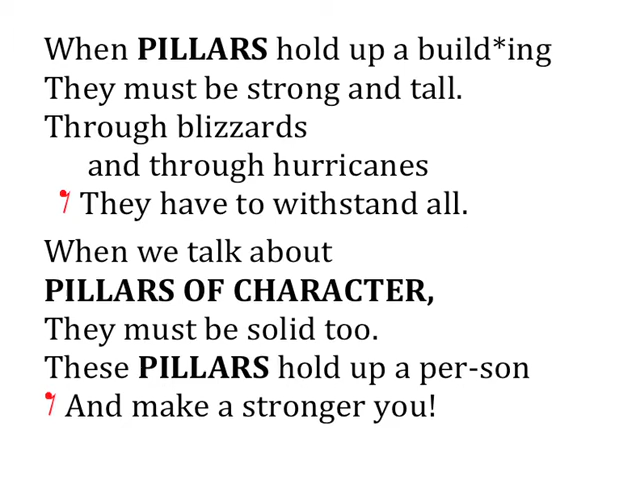 When PILLARS hold up a build*ing
They must be strong and tall.
Through blizzards
and through hurricanes
They have to withstand all.
When we talk about
PILLARS OF CHARACTER,
They must be solid too.
These PILLARS hold up a per-son
And make a stronger you!